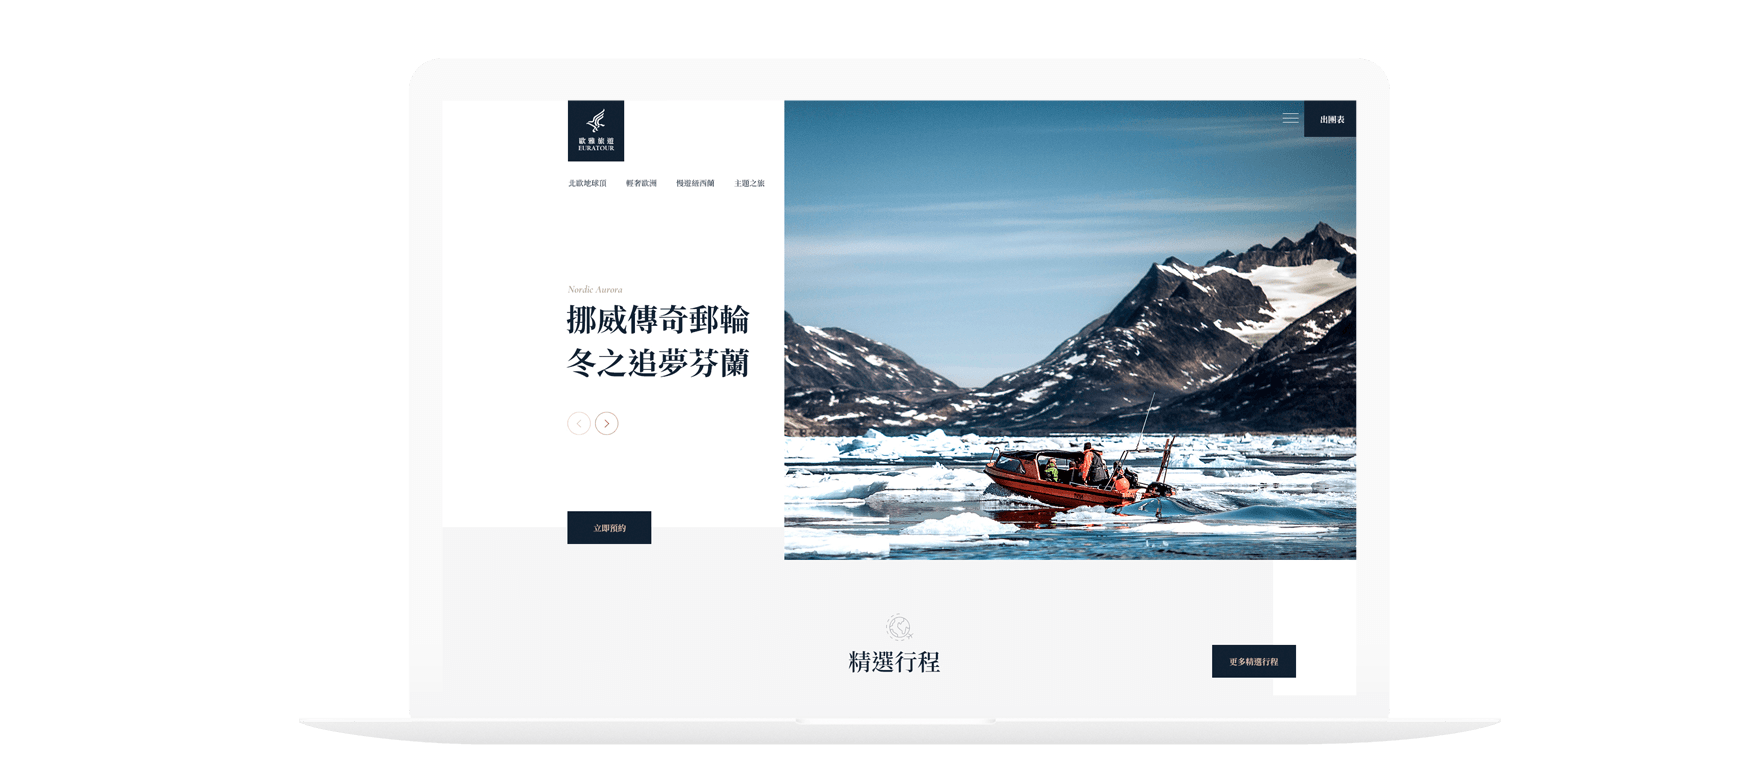 歐雅旅遊
EURATOUR
出團表
北歐地球頂
輕奢歐洲
慢遊紐西蘭
主題之旅
Nordic Aurora
挪威傳奇郵輪
冬之追夢芬蘭
立即預約
精選行程
更多精選行程